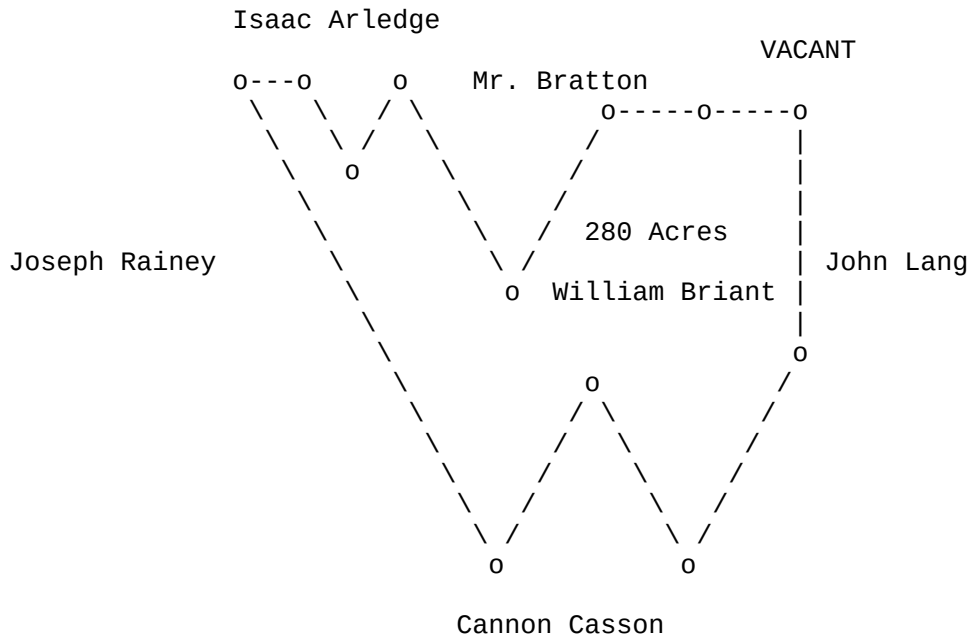 Isaac Arledge
VACANT
Mr. Bratton
280 Acres
Joseph Rainey
John Lang
William Briant
Cannon Casson